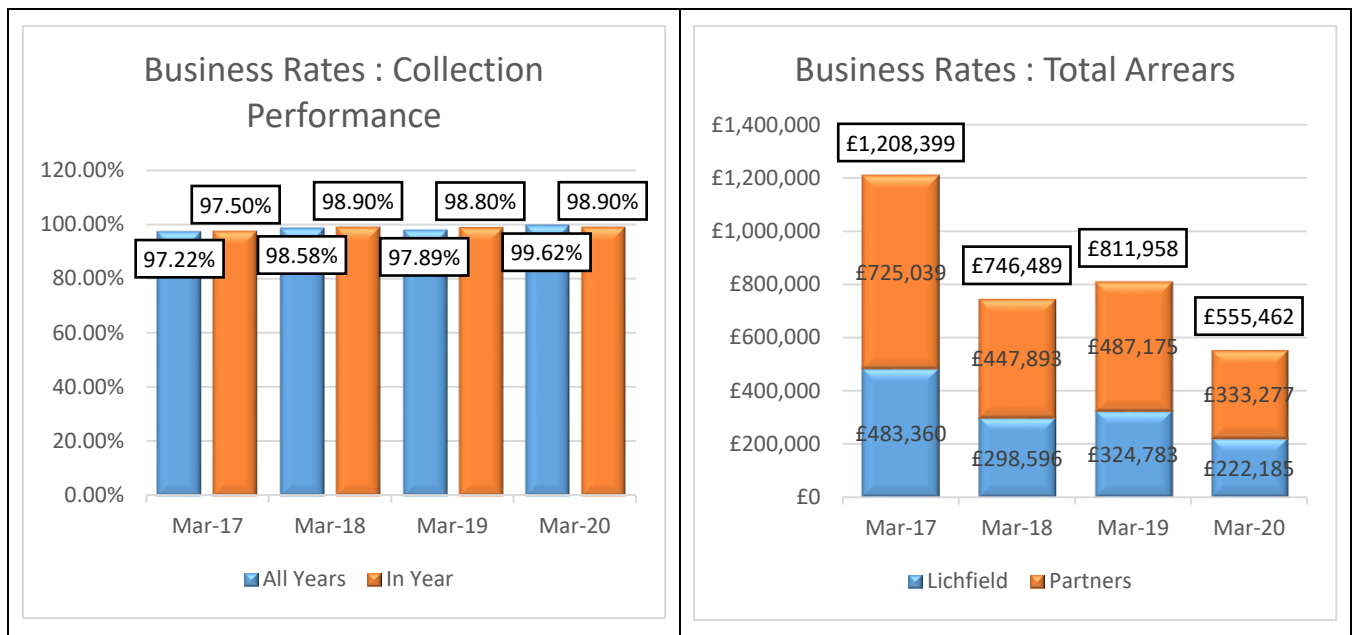 Business Rates : Collection
Performance
120.00%
97.50%
98.90%
98.80%
98.90%
100.00%
97.22%
98.58%
97.89%
99.62%
80.00%
60.00%
40.00%
20.00%
0.00%
Mar-17
Mar-18
Mar-19
Mar-20
All Years
In Year
Business Rates : Total Arrears
£1,400,000
£1,208,399
£1,200,000
£1,000,000
£811,958
£746,489
£725,039
£800,000
£555,462
£600,000
£447,893
£487,175
£400,000
£333,277
£483,360
£200,000
£298,596
£324,783
£222,185
£0
Mar-17
Mar-18
Mar-19
Mar-20
Lichfield
Partners